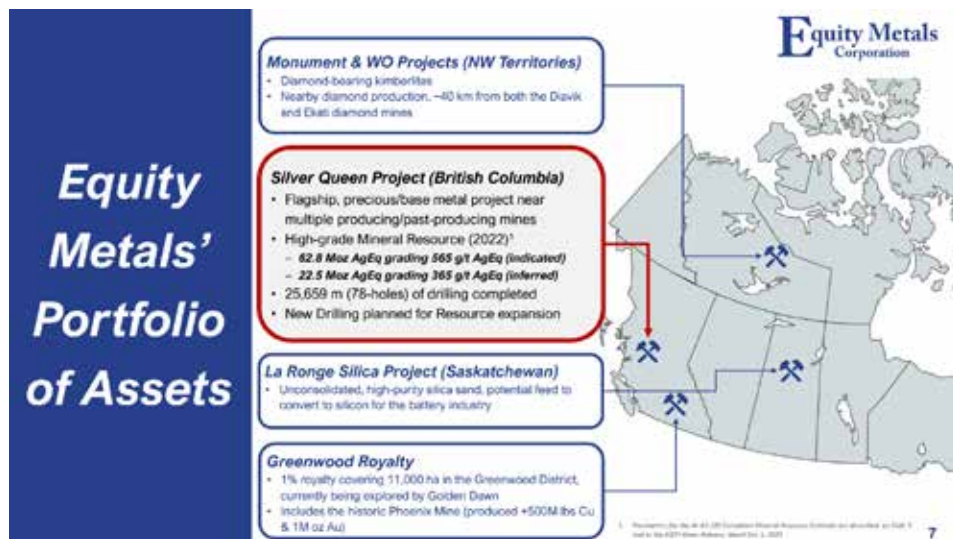 Equity Metals
Corporation
Equity
Metals’
Portfolio
of Assets
Monument & WO Projects (NW Territories)
• Diamond-bearing kimberlites
• Nearby diamond production, ~40 km from both the Diavik
and Ekati diamond mines
Silver Queen Project (British Columbia)
• Flagship, precious/base metal project near
multiple producing/past-producing mines
• High-grade Mineral Resource (2022)¹
– 62.8 Moz AgEq grading 565 g/t AgEq (indicated)
– 22.5 Moz AgEq grading 365 g/t AgEq (inferred)
• 25,659 m (78-holes) of drilling completed
• New Drilling planned for Resource expansion
La Ronge Silica Project (Saskatchewan)
• Unconsolidated, high-purity silica sand, potential feed to
convert to silicon for the battery industry
Greenwood Royalty
• 1% royalty covering 11,000 ha in the Greenwood District,
currently being explored by Golden Dawn
• Includes the historic Phoenix Mine (produced +500M lbs Cu
& 1M oz Au)
7